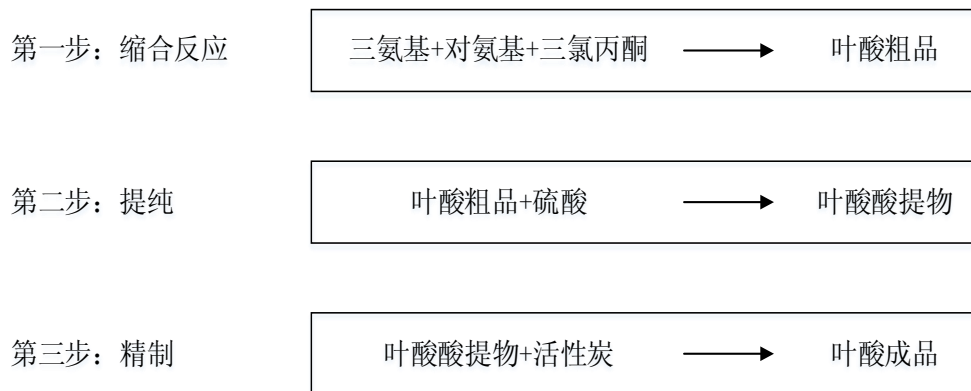 第一步：缩合反应 三氨基+对氨基+三氯丙酮 叶酸粗品
第二步：提纯 叶酸粗品+硫酸 叶酸酸提物
第三步：精制 叶酸酸提物+活性炭 叶酸成品